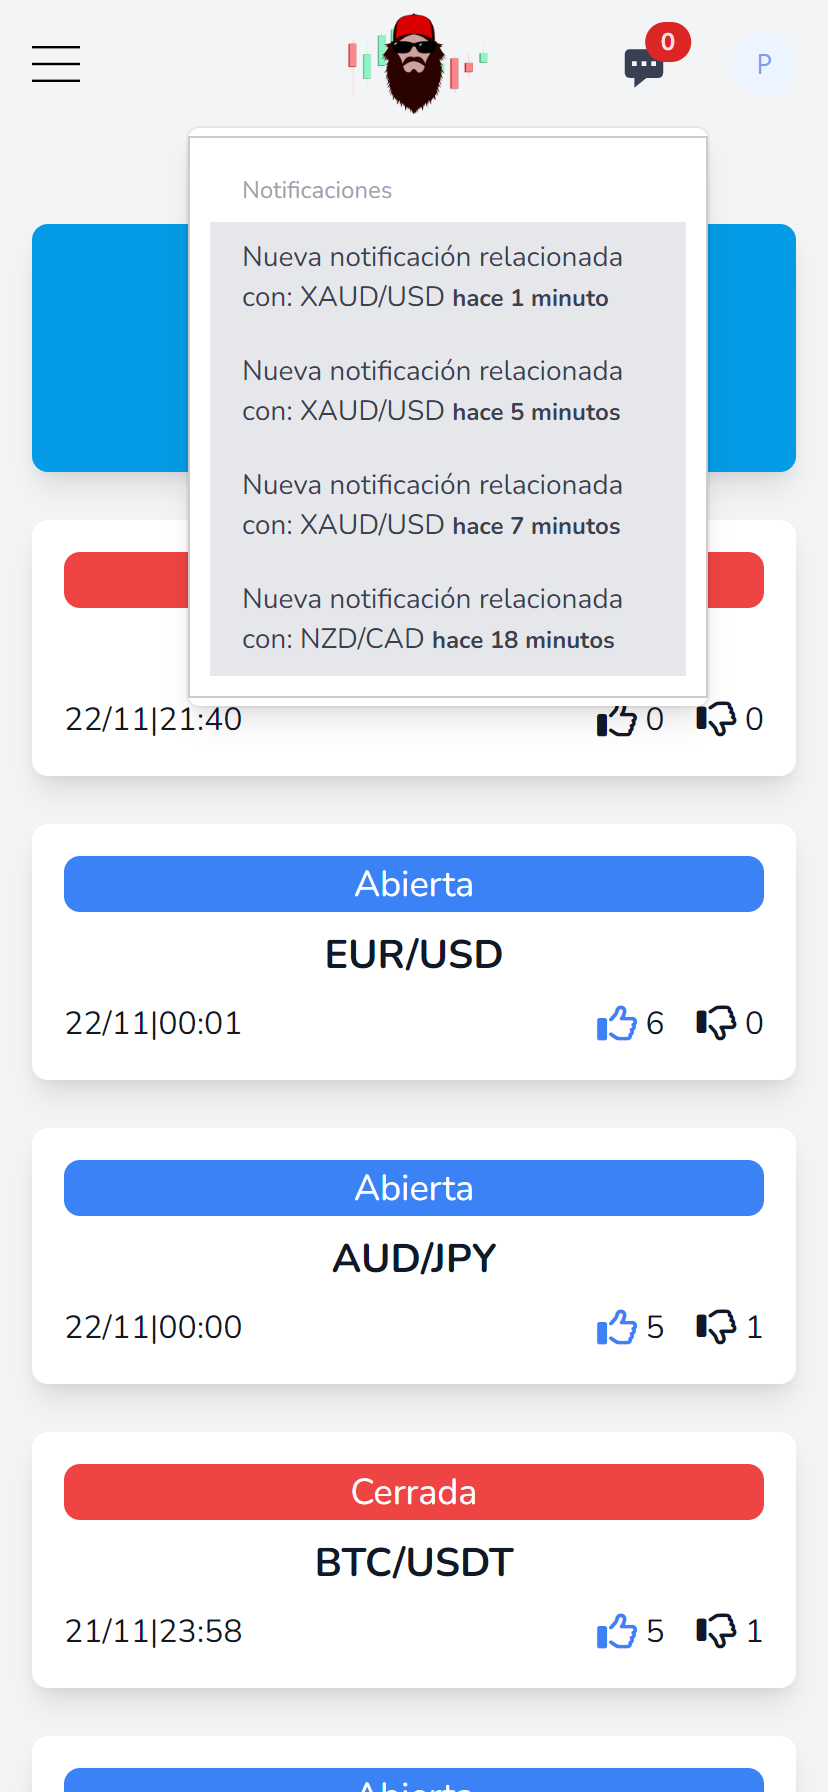 0
P
Notificaciones
Nueva notificación relacionada
con: XAUD/USD hace 1 minuto
Nueva notificación relacionada
con: XAUD/USD hace 5 minutos
Nueva notificación relacionada
con: XAUD/USD hace 7 minutos
Nueva notificación relacionada
con: NZD/CAD hace 18 minutos
22/11|21:40 0 0
Abierta
EUR/USD
22/11|00:01 6 0
Abierta
AUD/JPY
22/11|00:00 5 1
Cerrada
BTC/USDT
21/11|23:58 5 1
Abierta